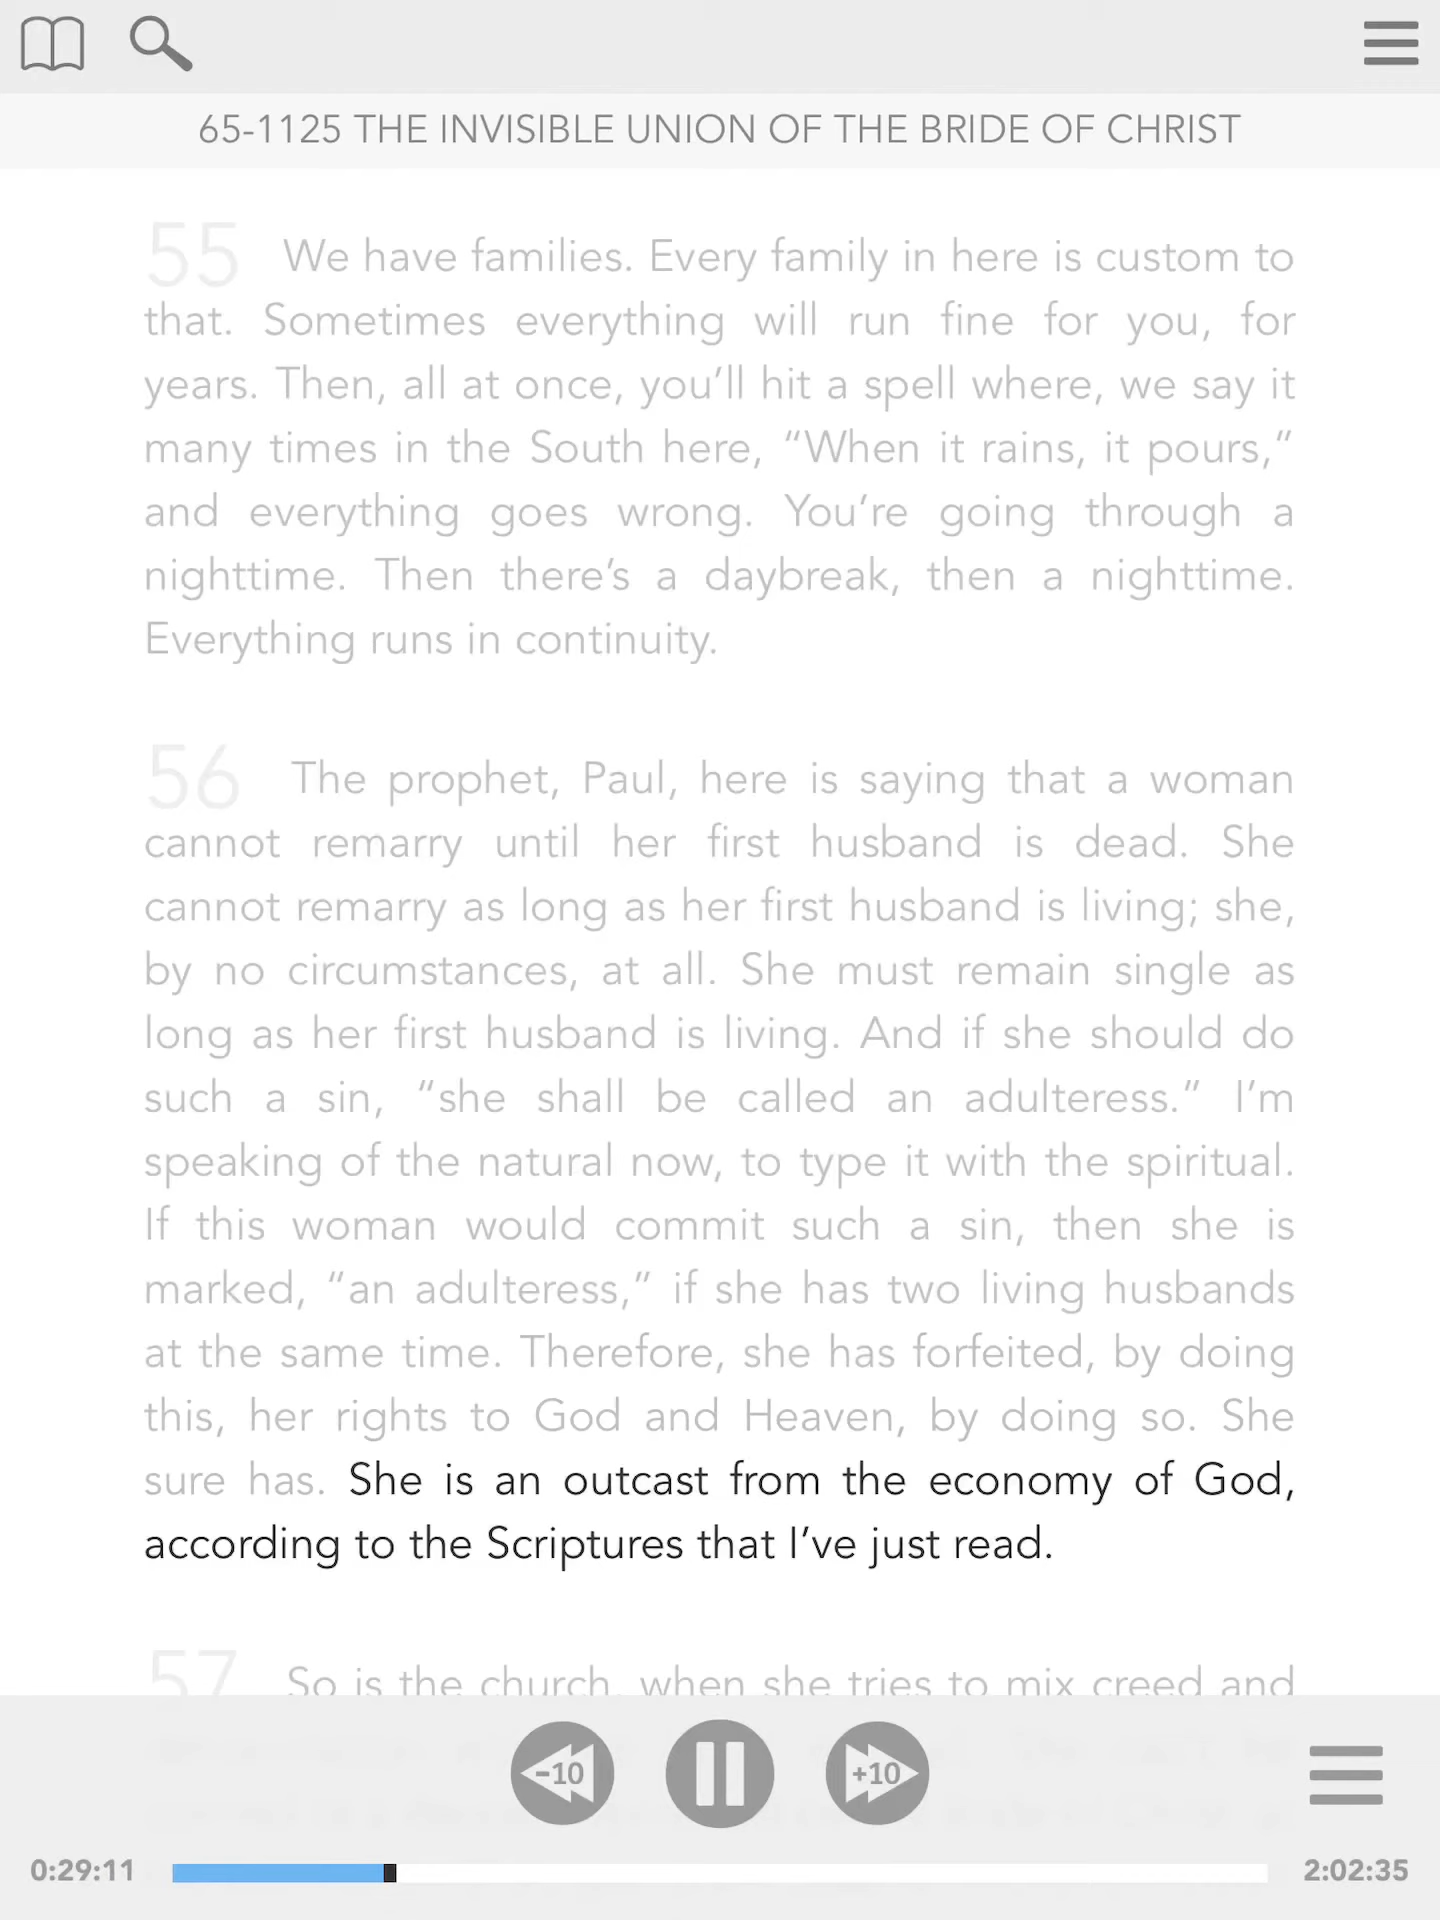 65-1125 THE INVISIBLE UNION OF THE BRIDE OF CHRIST
55 We have families. Every family in here is custom to
that. Sometimes everything will run fine for you, for
years. Then, all at once, you’ll hit a spell where, we say it
many times in the South here, “When it rains, it pours,”
and everything goes wrong. You’re going through a
nighttime. Then there’s a daybreak, then a nighttime.
Everything runs in continuity.
56 The prophet, Paul, here is saying that a woman
cannot remarry until her first husband is dead. She
cannot remarry as long as her first husband is living; she,
by no circumstances, at all. She must remain single as
long as her first husband is living. And if she should do
such a sin, “she shall be called an adulteress.” I’m
speaking of the natural now, to type it with the spiritual.
If this woman would commit such a sin, then she is
marked, “an adulteress,” if she has two living husbands
at the same time. Therefore, she has forfeited, by doing
this, her rights to God and Heaven, by doing so. She
sure has. She is an outcast from the economy of God,
according to the Scriptures that I’ve just read.
57 So is the church, when she tries to mix creed and
-10 +10
0:29:11 2:02:35